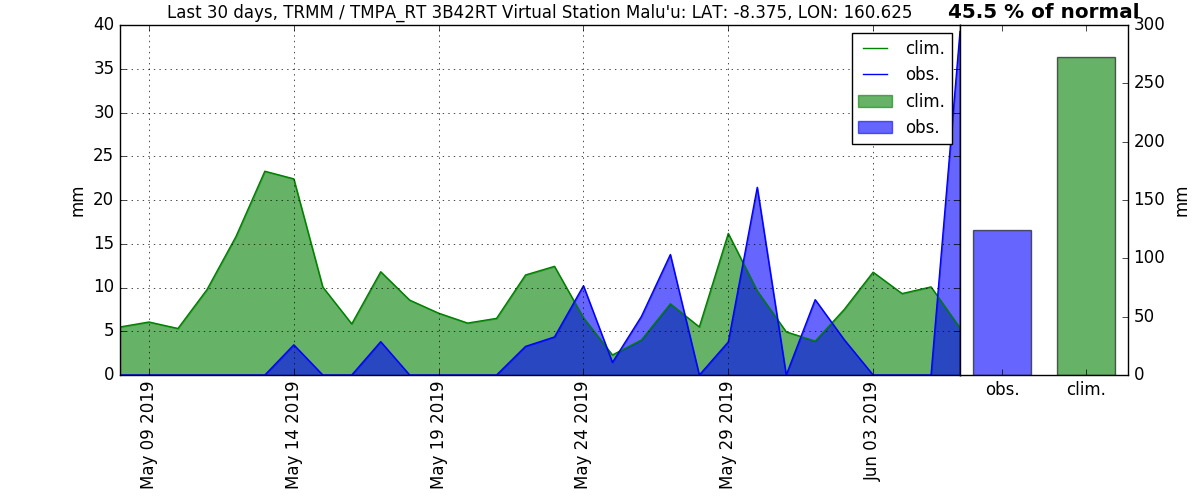 Last 30 days, TRMM / TMPA_RT 3B42RT Virtual Station Malu'u: LAT: -8.375, LON: 160.625
45.5 % of normal
40
35
30
25
20
15
10
5
0
mm
clim.
obs.
clim.
obs.
May 09 2019
May 14 2019
May 19 2019
May 24 2019
May 29 2019
Jun 03 2019
300
250
200
150
100
50
0
mm
obs.
clim.